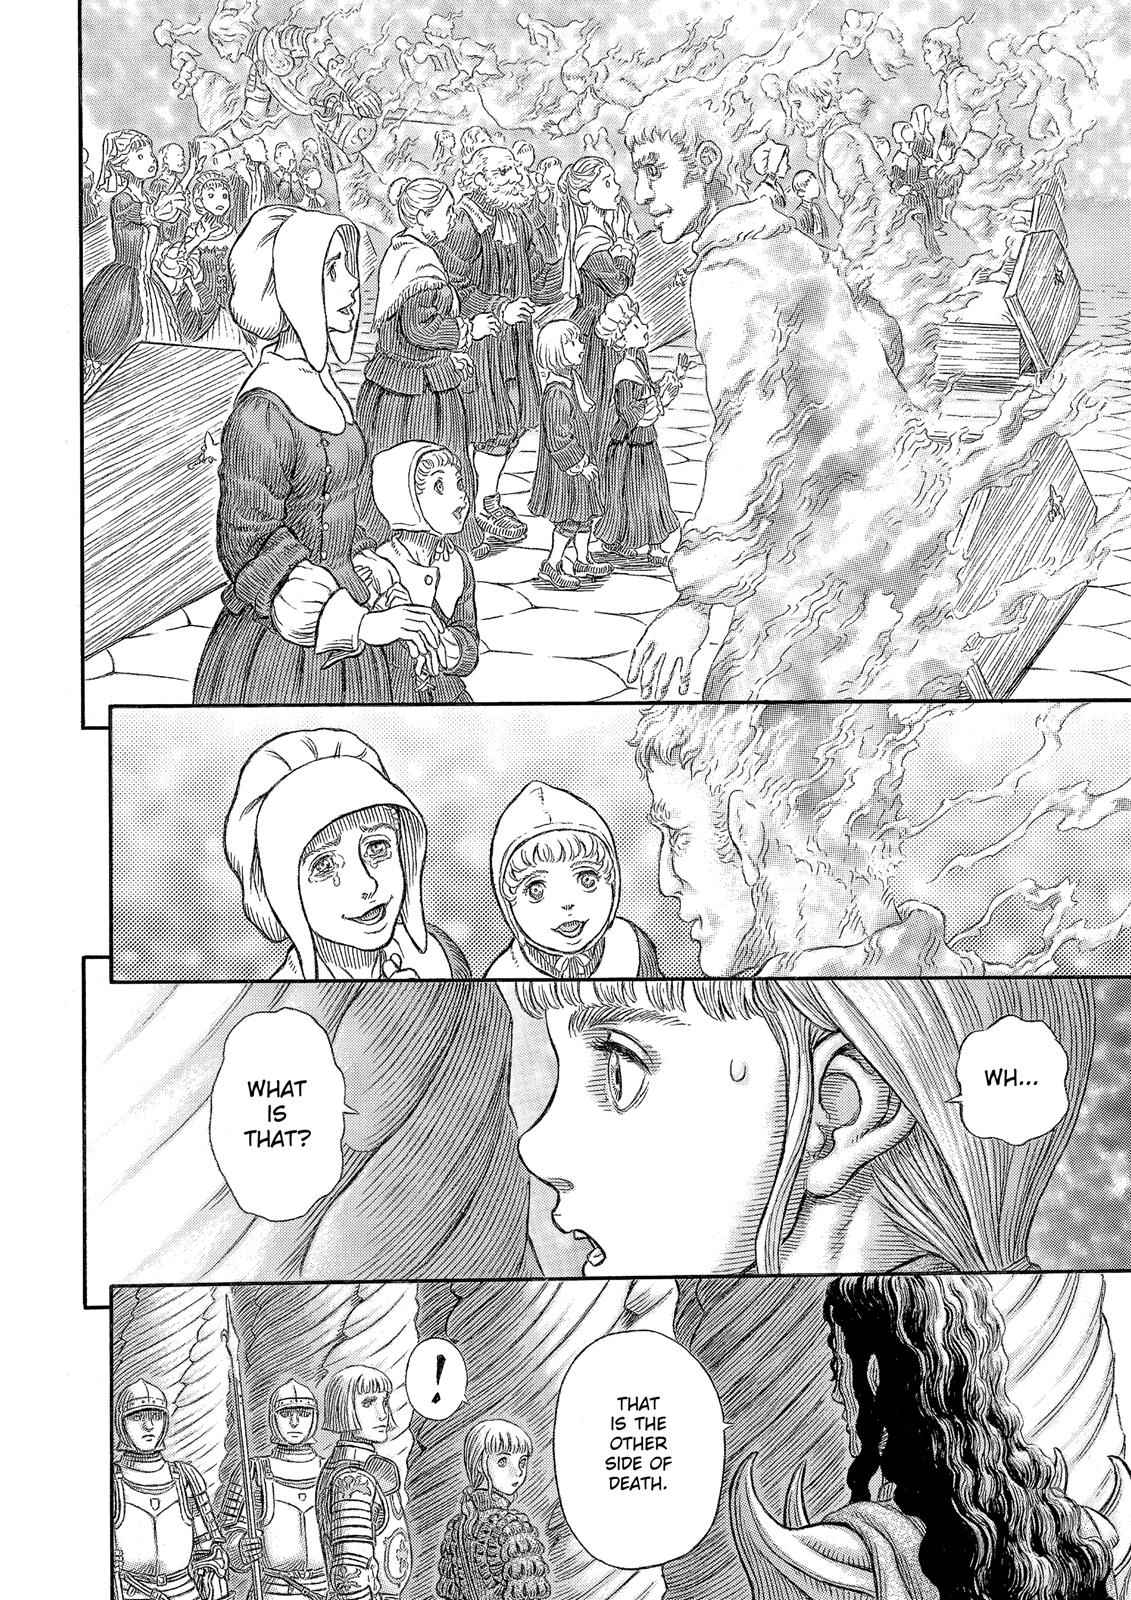 WH...
WHAT
IS
THAT?
!
THAT
IS THE
OTHER
SIDE OF
DEATH.